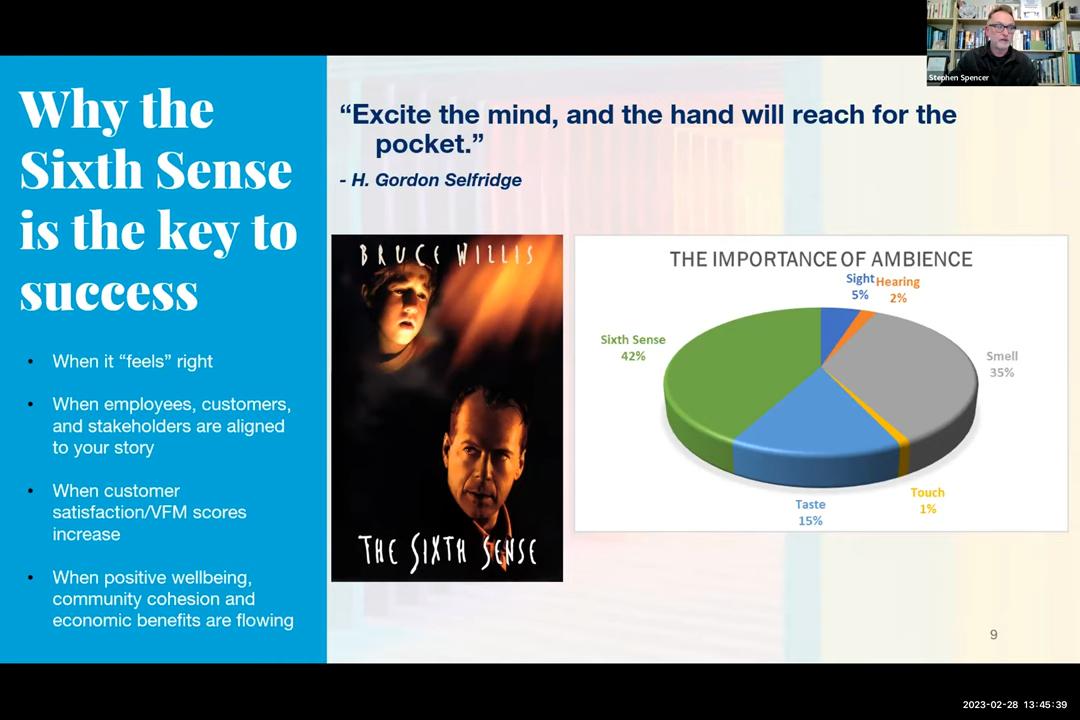 Stephen Spencer
Why the
Sixth Sense
is the key to
success
• When it “feels” right
• When employees, customers,
and stakeholders are aligned
to your story
• When customer
satisfaction/VFM scores
increase
• When positive wellbeing,
community cohesion and
economic benefits are flowing
“Excite the mind, and the hand will reach for the
pocket.”
- H. Gordon Selfridge
BRUCE WILLIS
THE SIXTH SENSE
THE IMPORTANCE OF AMBIENCE
Sight
5%
Hearing
2%
Sixth Sense
42%
Smell
35%
Touch
1%
Taste
15%
9
2023-02-28 13:45:39